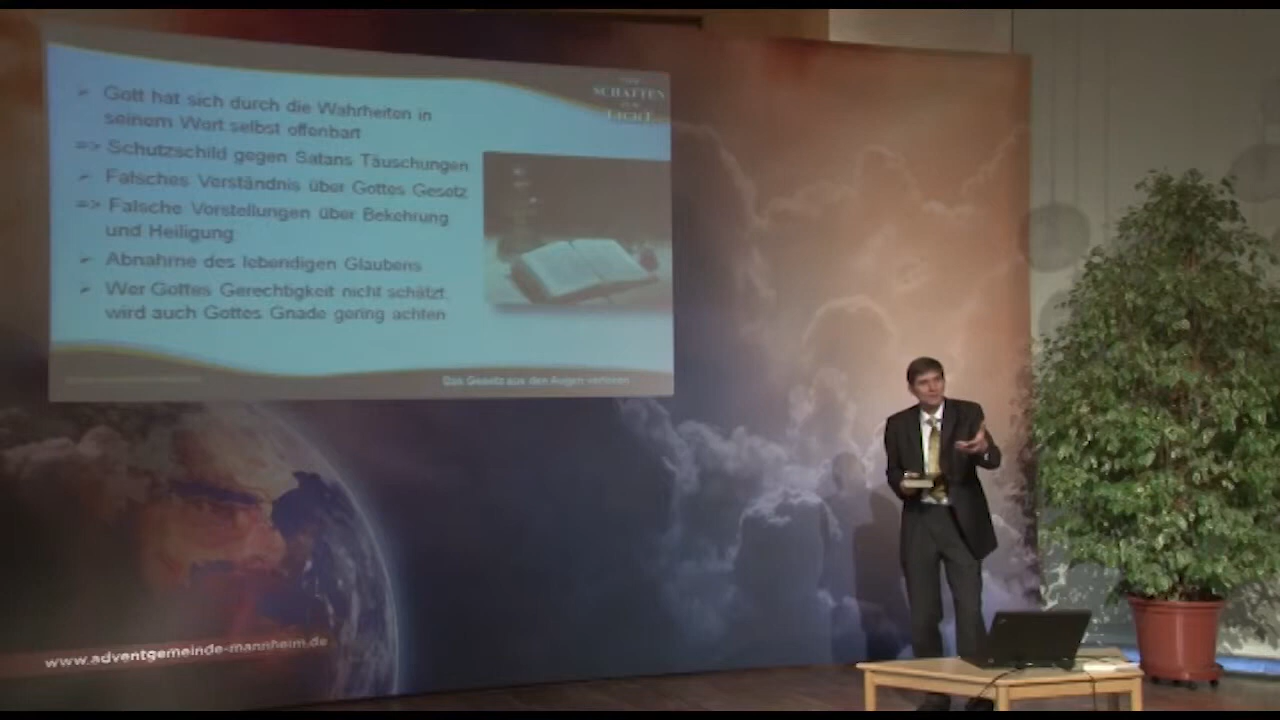 SCHATTEN
LICHT
➢ Gott hat sich durch die Wahrheiten in
seinem Wort selbst offenbart
=> Schutzschild gegen Satans Täuschungen
➢ Falsches Verständnis über Gottes Gesetz
=> Falsche Vorstellungen über Bekehrung
und Heiligung
➢ Abnahme des lebendigen Glaubens
➢ Wer Gottes Gerechtigkeit nicht schätzt,
wird auch Gottes Gnade gering achten
Das Gesetz aus den Augen verloren
www.adventgemeinde-mannheim.de